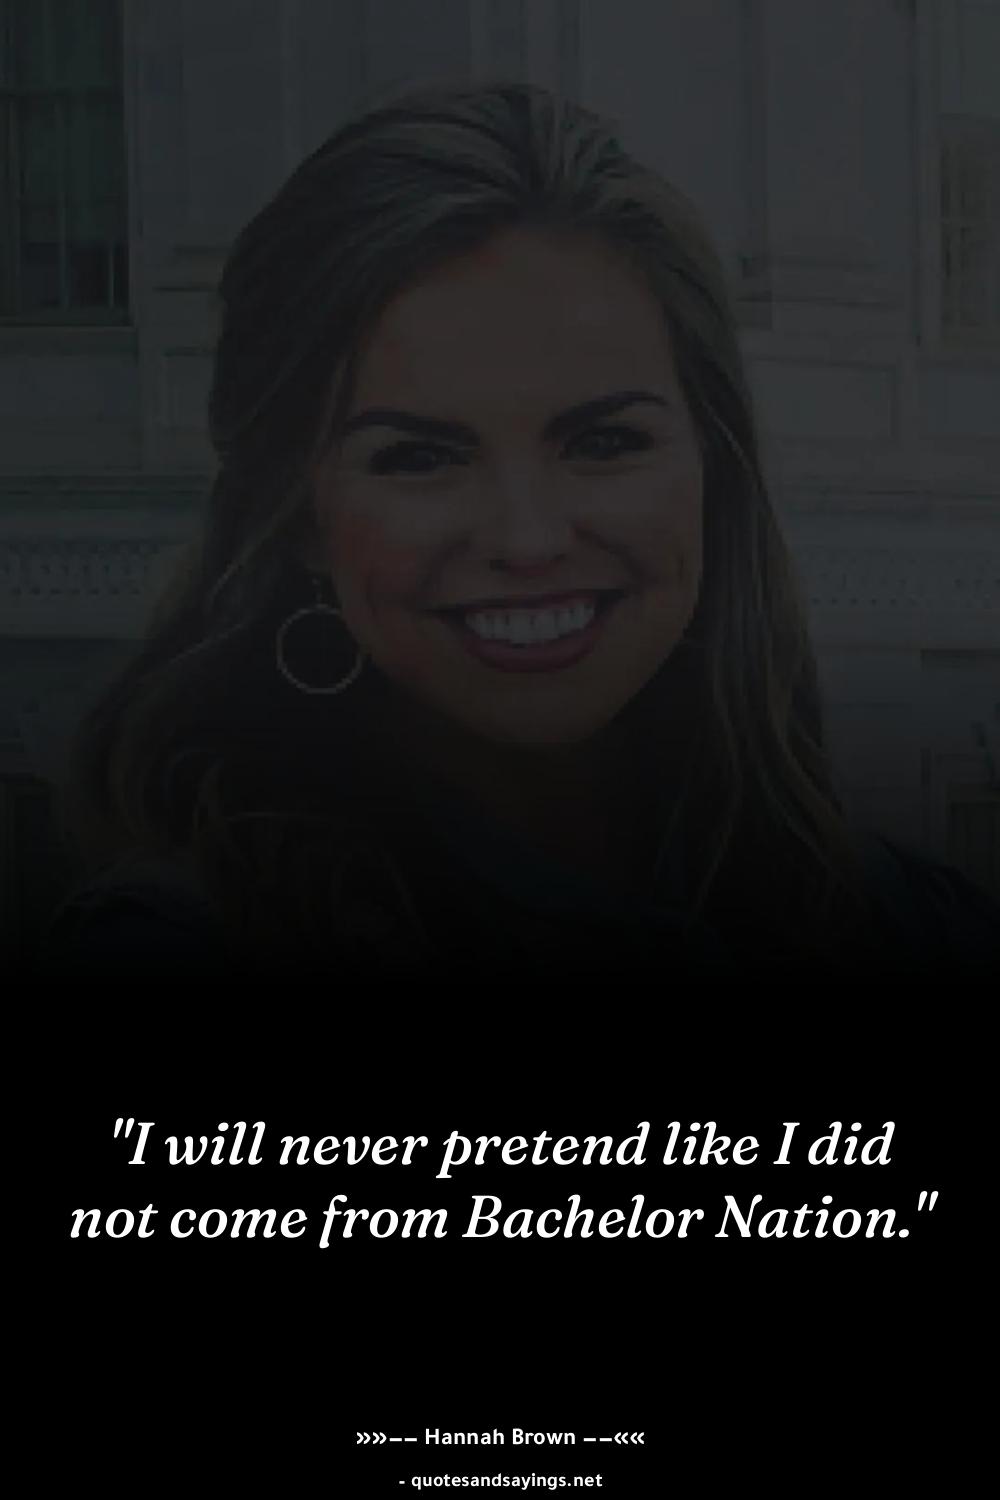 "I will never pretend like I did
not come from Bachelor Nation."
»»−− Hannah Brown −−««
- quotesandsayings.net